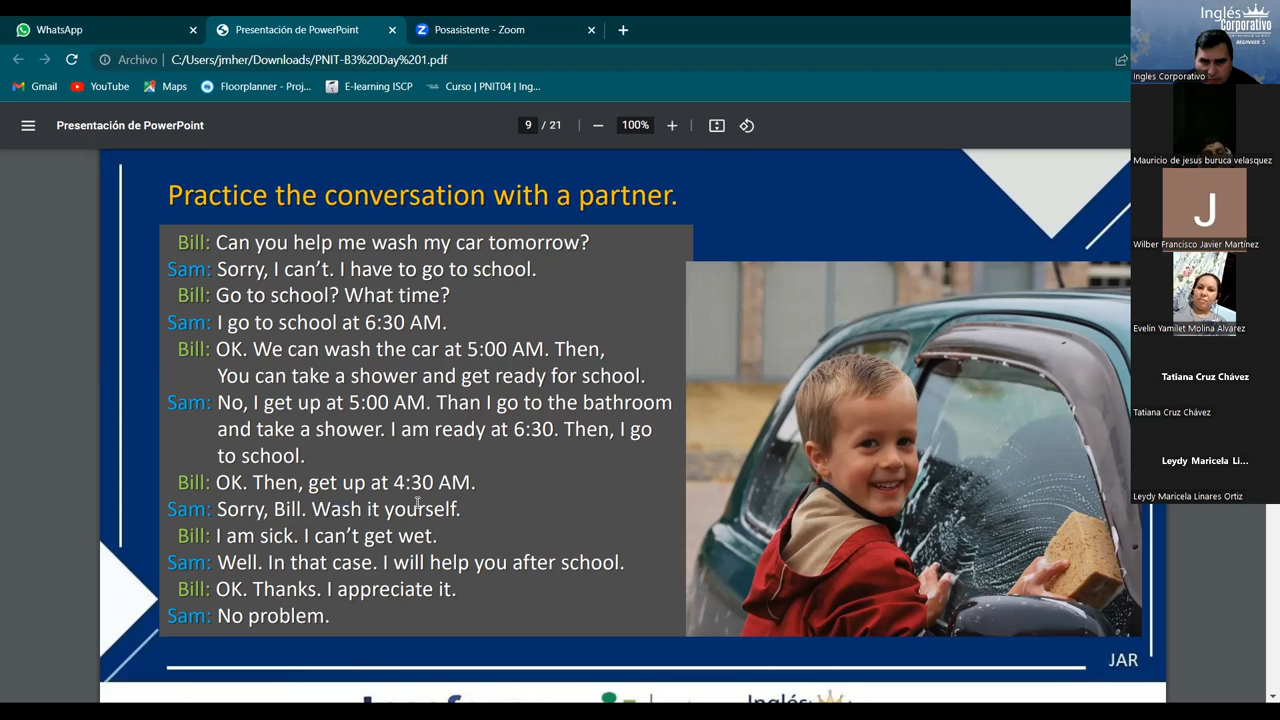 WhatsApp
Presentación de PowerPoint
Posasistente - Zoom
Archivo
C:/Users/jmher/Downloads/PNIT-B3%20Day%201.pdf
Gmail
YouTube
Maps
Floorplanner - Proj...
E-learning ISCP
Curso | PNIT04 | Ing...
Presentación de PowerPoint
9 / 21
100%
Practice the conversation with a partner.
Bill: Can you help me wash my car tomorrow?
Sam: Sorry, I can't. I have to go to school.
Bill: Go to school? What time?
Sam: I go to school at 6:30 AM.
Bill: OK. We can wash the car at 5:00 AM. Then,
You can take a shower and get ready for school.
Sam: No, I get up at 5:00 AM. Than I go to the bathroom
and take a shower. I am ready at 6:30. Then, I go
to school.
Bill: OK. Then, get up at 4:30 AM.
Sam: Sorry, Bill. Wash it yourself.
Bill: I am sick. I can't get wet.
Sam: Well. In that case. I will help you after school.
Bill: OK. Thanks. I appreciate it.
Sam: No problem.
JAR
Inglés
Inglés
Corporativo
BEGINNER 3
Ingles Corporativo
Mauricio de jesus buruca velasquez
J
Wilber Francisco Javier Martínez
Evelin Yamilet Molina Alvarez
Tatiana Cruz Chávez
Tatiana Cruz Chávez
Leydy Maricela Li...
Leydy Maricela Linares Ortiz